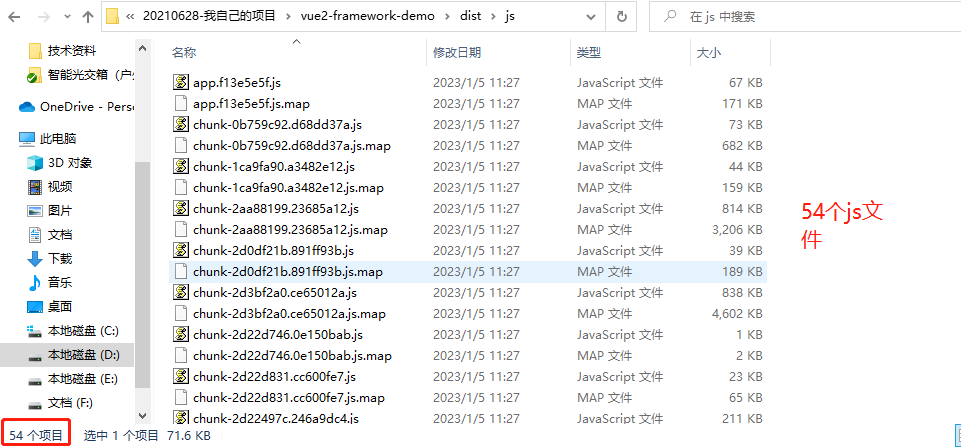 « 20210628-我自己的项目 › vue2-framework-demo › dist › js
在 js 中搜索
技术资料
智能光交箱（户
OneDrive - Perso
此电脑
3D 对象
视频
图片
文档
下载
音乐
桌面
本地磁盘 (C:)
本地磁盘 (D:)
本地磁盘 (E:)
文档 (F:)
名称 修改日期 类型 大小
app.f13e5e5f.js 2023/1/5 11:27 JavaScript 文件 67 KB
app.f13e5e5f.js.map 2023/1/5 11:27 MAP 文件 171 KB
chunk-0b759c92.d68dd37a.js 2023/1/5 11:27 JavaScript 文件 73 KB
chunk-0b759c92.d68dd37a.js.map 2023/1/5 11:27 MAP 文件 682 KB
chunk-1ca9fa90.a3482e12.js 2023/1/5 11:27 JavaScript 文件 44 KB
chunk-1ca9fa90.a3482e12.js.map 2023/1/5 11:27 MAP 文件 159 KB
chunk-2aa88199.23685a12.js 2023/1/5 11:27 JavaScript 文件 814 KB
chunk-2aa88199.23685a12.js.map 2023/1/5 11:27 MAP 文件 3,206 KB
chunk-2d0df21b.891ff93b.js 2023/1/5 11:27 JavaScript 文件 39 KB
chunk-2d0df21b.891ff93b.js.map 2023/1/5 11:27 MAP 文件 189 KB
chunk-2d3bf2a0.ce65012a.js 2023/1/5 11:27 JavaScript 文件 838 KB
chunk-2d3bf2a0.ce65012a.js.map 2023/1/5 11:27 MAP 文件 4,602 KB
chunk-2d22d746.0e150bab.js 2023/1/5 11:27 JavaScript 文件 1 KB
chunk-2d22d746.0e150bab.js.map 2023/1/5 11:27 MAP 文件 2 KB
chunk-2d22d831.cc600fe7.js 2023/1/5 11:27 JavaScript 文件 23 KB
chunk-2d22d831.cc600fe7.js.map 2023/1/5 11:27 MAP 文件 65 KB
chunk-2d22497c.246a9dc4.js 2023/1/5 11:27 JavaScript 文件 211 KB
54个js文
件
54 个项目 选中 1 个项目 71.6 KB